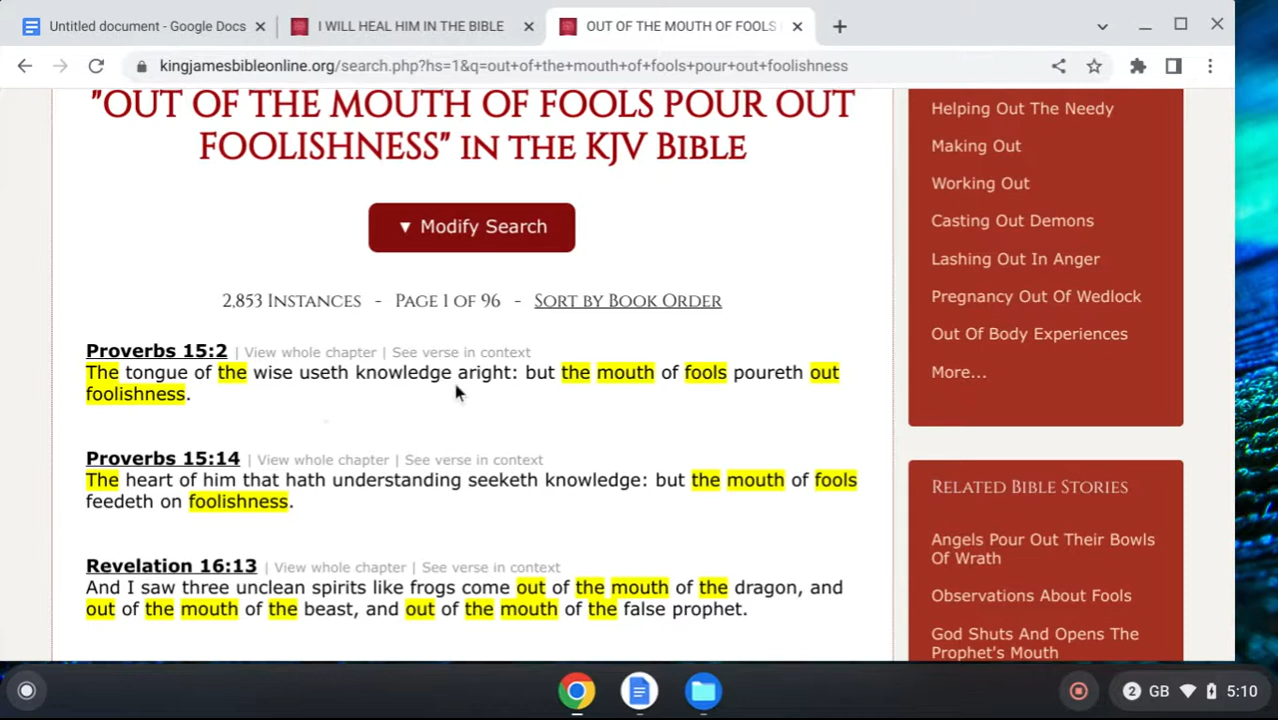 Untitled document - Google Docs
I WILL HEAL HIM IN THE BIBLE
OUT OF THE MOUTH OF FOOLS
kingjamesbibleonline.org/search.php?hs=1&q=out+of+the+mouth+of+fools+pour+out+foolishness
"OUT OF THE MOUTH OF FOOLS POUR OUT
FOOLISHNESS" IN THE KJV BIBLE
▼ Modify Search
2,853 INSTANCES - PAGE 1 OF 96 - SORT BY BOOK ORDER
Proverbs 15:2 | View whole chapter | See verse in context
The tongue of the wise useth knowledge aright: but the mouth of fools poureth out
foolishness.
Proverbs 15:14 | View whole chapter | See verse in context
The heart of him that hath understanding seeketh knowledge: but the mouth of fools
feedeth on foolishness.
Revelation 16:13 | View whole chapter | See verse in context
And I saw three unclean spirits like frogs come out of the mouth of the dragon, and
out of the mouth of the beast, and out of the mouth of the false prophet.
Helping Out The Needy
Making Out
Working Out
Casting Out Demons
Lashing Out In Anger
Pregnancy Out Of Wedlock
Out Of Body Experiences
More...
RELATED BIBLE STORIES
Angels Pour Out Their Bowls
Of Wrath
Observations About Fools
God Shuts And Opens The
Prophet's Mouth
2 GB 5:10